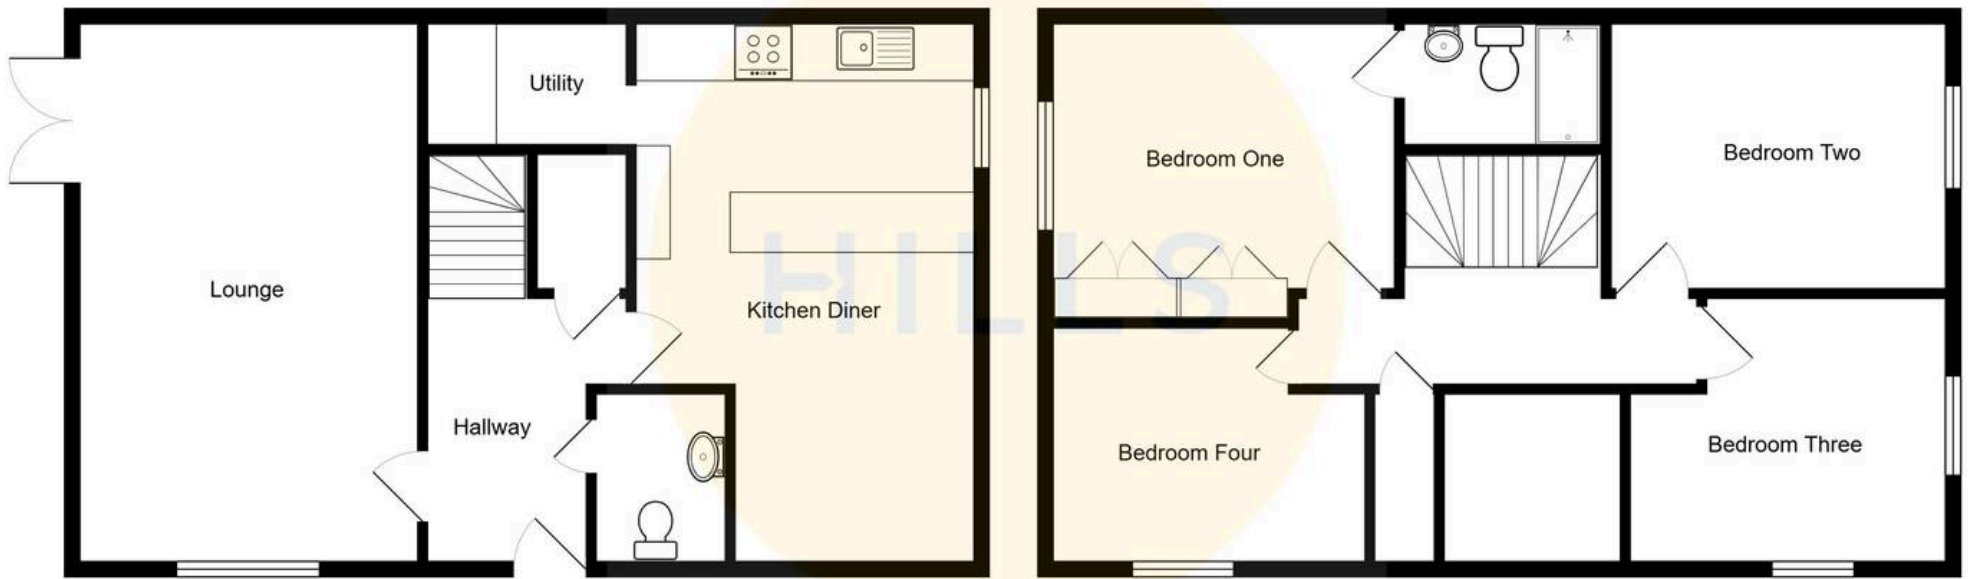 Utility
Lounge
Kitchen Diner
Hallway
Bedroom One
Bedroom Two
Bedroom Four
Bedroom Three
HILLS